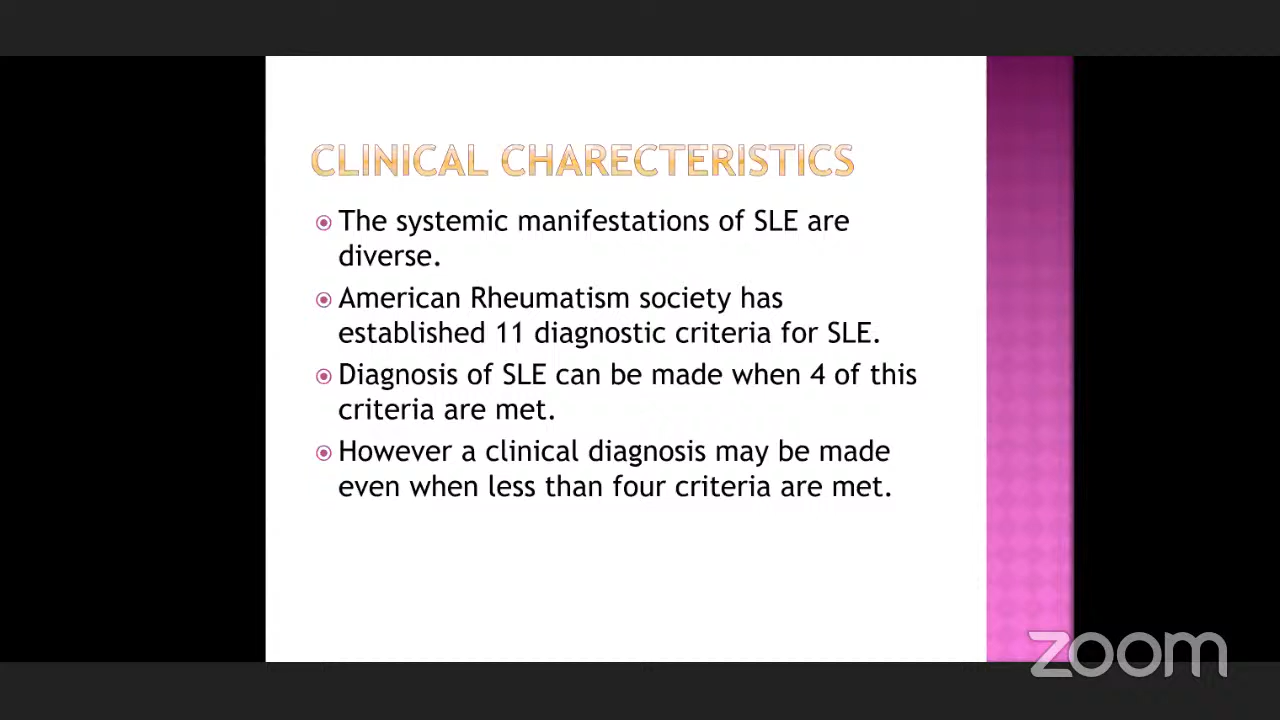 CLINICAL CHARECTERISTICS
The systemic manifestations of SLE are
diverse.
American Rheumatism society has
established 11 diagnostic criteria for SLE.
Diagnosis of SLE can be made when 4 of this
criteria are met.
However a clinical diagnosis may be made
even when less than four criteria are met.
zoom